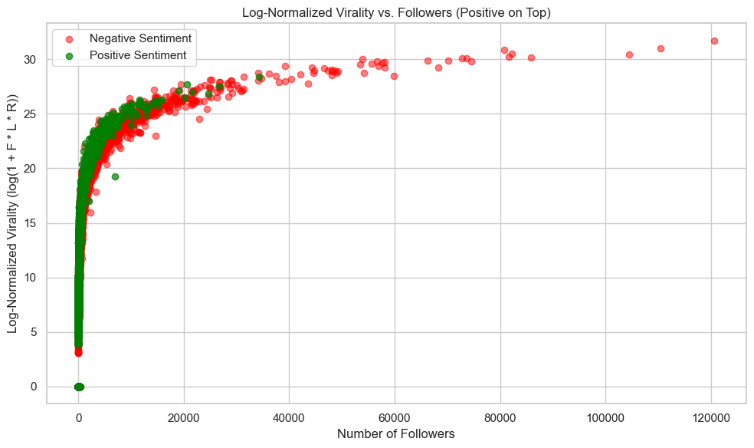 Log-Normalized Virality vs. Followers (Positive on Top)
Negative Sentiment
Positive Sentiment
Log-Normalized Virality (log(1 + F * L * R))
30
25
20
15
10
5
0
0
20000
40000
60000
80000
100000
120000
Number of Followers